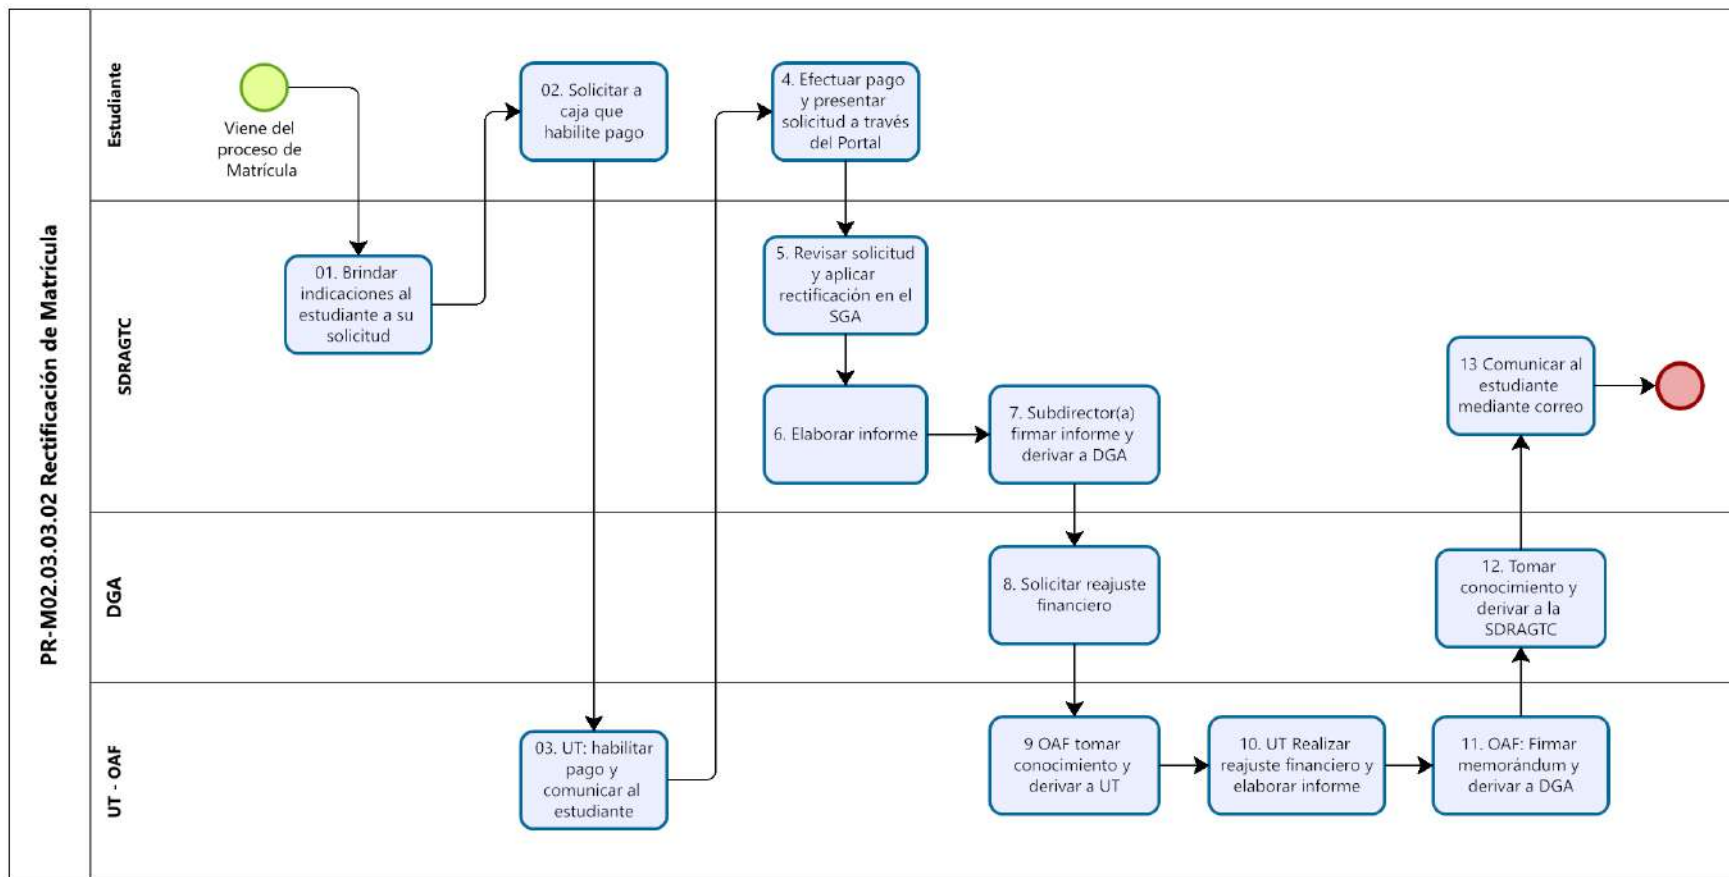 PR-M02.03.03.02 Rectificación de Matrícula
Estudiante
Viene del
proceso de
Matrícula
02. Solicitar a
caja que
habilite pago
4. Efectuar pago
y presentar
solicitud a través
del Portal
SDRAGTC
01. Brindar
indicaciones al
estudiante a su
solicitud
5. Revisar solicitud
y aplicar
rectificación en el
SGA
6. Elaborar informe
7. Subdirector(a)
firmar informe y
derivar a DGA
13 Comunicar al
estudiante
mediante correo
DGA
8. Solicitar reajuste
financiero
12. Tomar
conocimiento y
derivar a la
SDRAGTC
UT - OAF
03. UT: habilitar
pago y
comunicar al
estudiante
9 OAF tomar
conocimiento y
derivar a UT
10. UT Realizar
reajuste financiero y
elaborar informe
11. OAF: Firmar
memorándum y
derivar a DGA